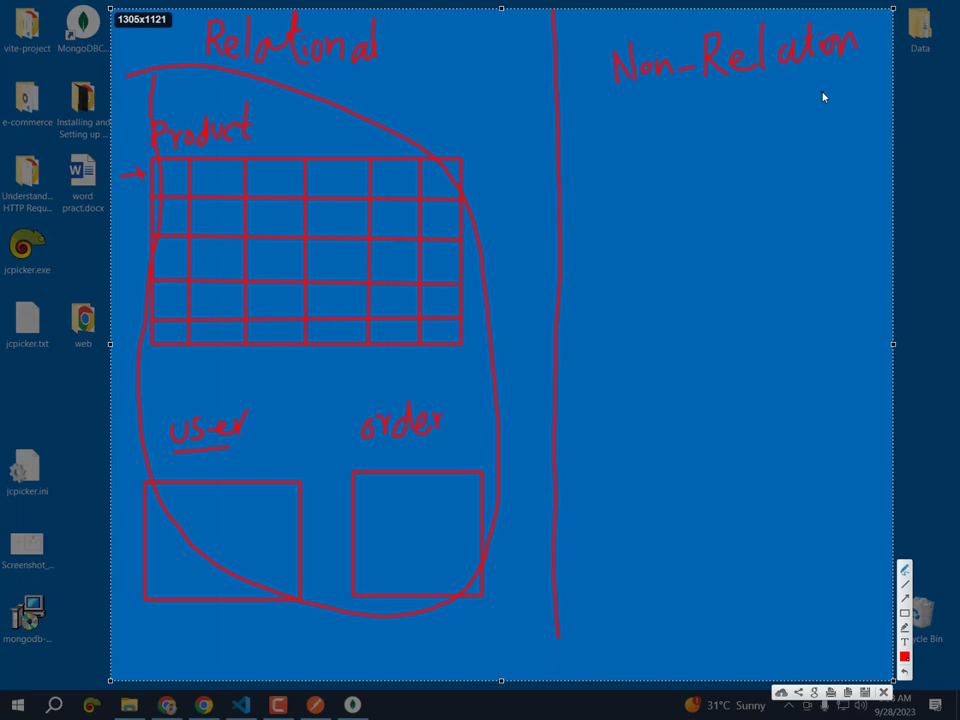 1305x1121
Relational
Non-Relation
Product
user
order
vite-project
MongoDBC...
e-commerce
Installing and
Setting up ...
Understand...
HTTP Requ...
word
pract.docx
jcpicker.exe
jcpicker.txt
web
jcpicker.ini
Screenshot_...
mongodb-...
Data
T
31°C Sunny
9/28/2023